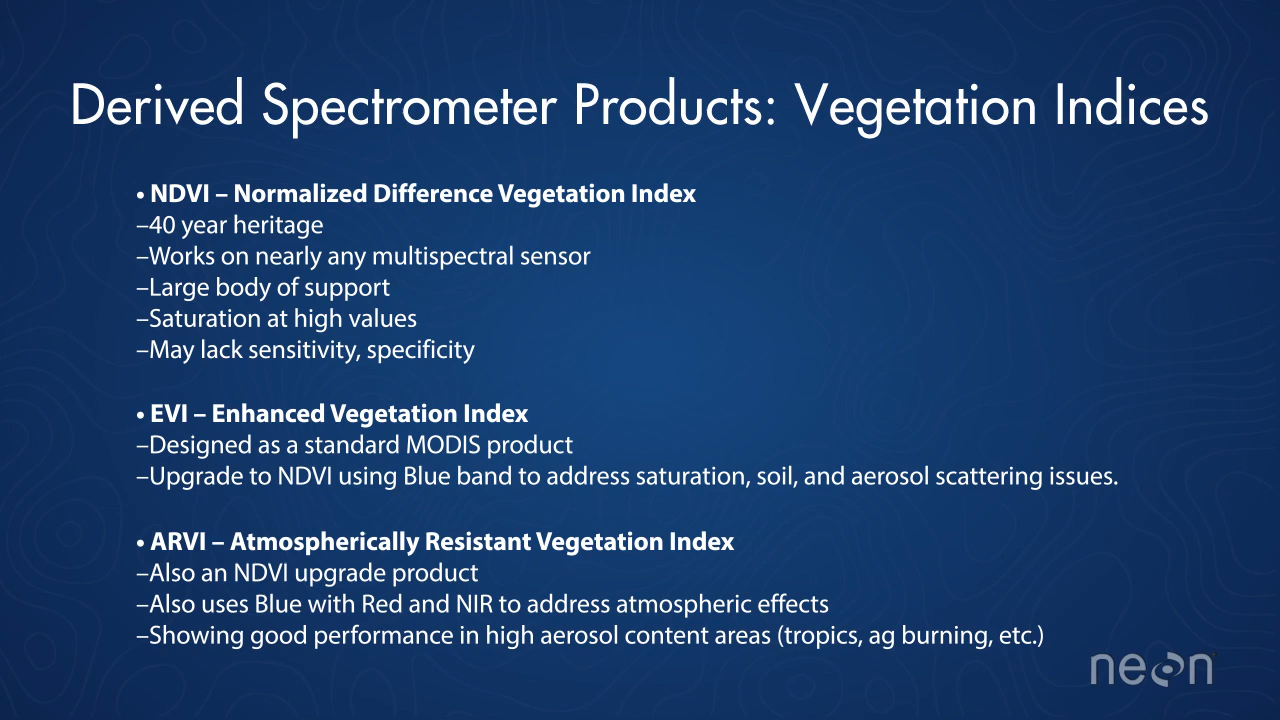 Derived Spectrometer Products: Vegetation Indices
• NDVI – Normalized Difference Vegetation Index
–40 year heritage
–Works on nearly any multispectral sensor
–Large body of support
–Saturation at high values
–May lack sensitivity, specificity
• EVI – Enhanced Vegetation Index
–Designed as a standard MODIS product
–Upgrade to NDVI using Blue band to address saturation, soil, and aerosol scattering issues.
• ARVI – Atmospherically Resistant Vegetation Index
–Also an NDVI upgrade product
–Also uses Blue with Red and NIR to address atmospheric effects
–Showing good performance in high aerosol content areas (tropics, ag burning, etc.)
neon